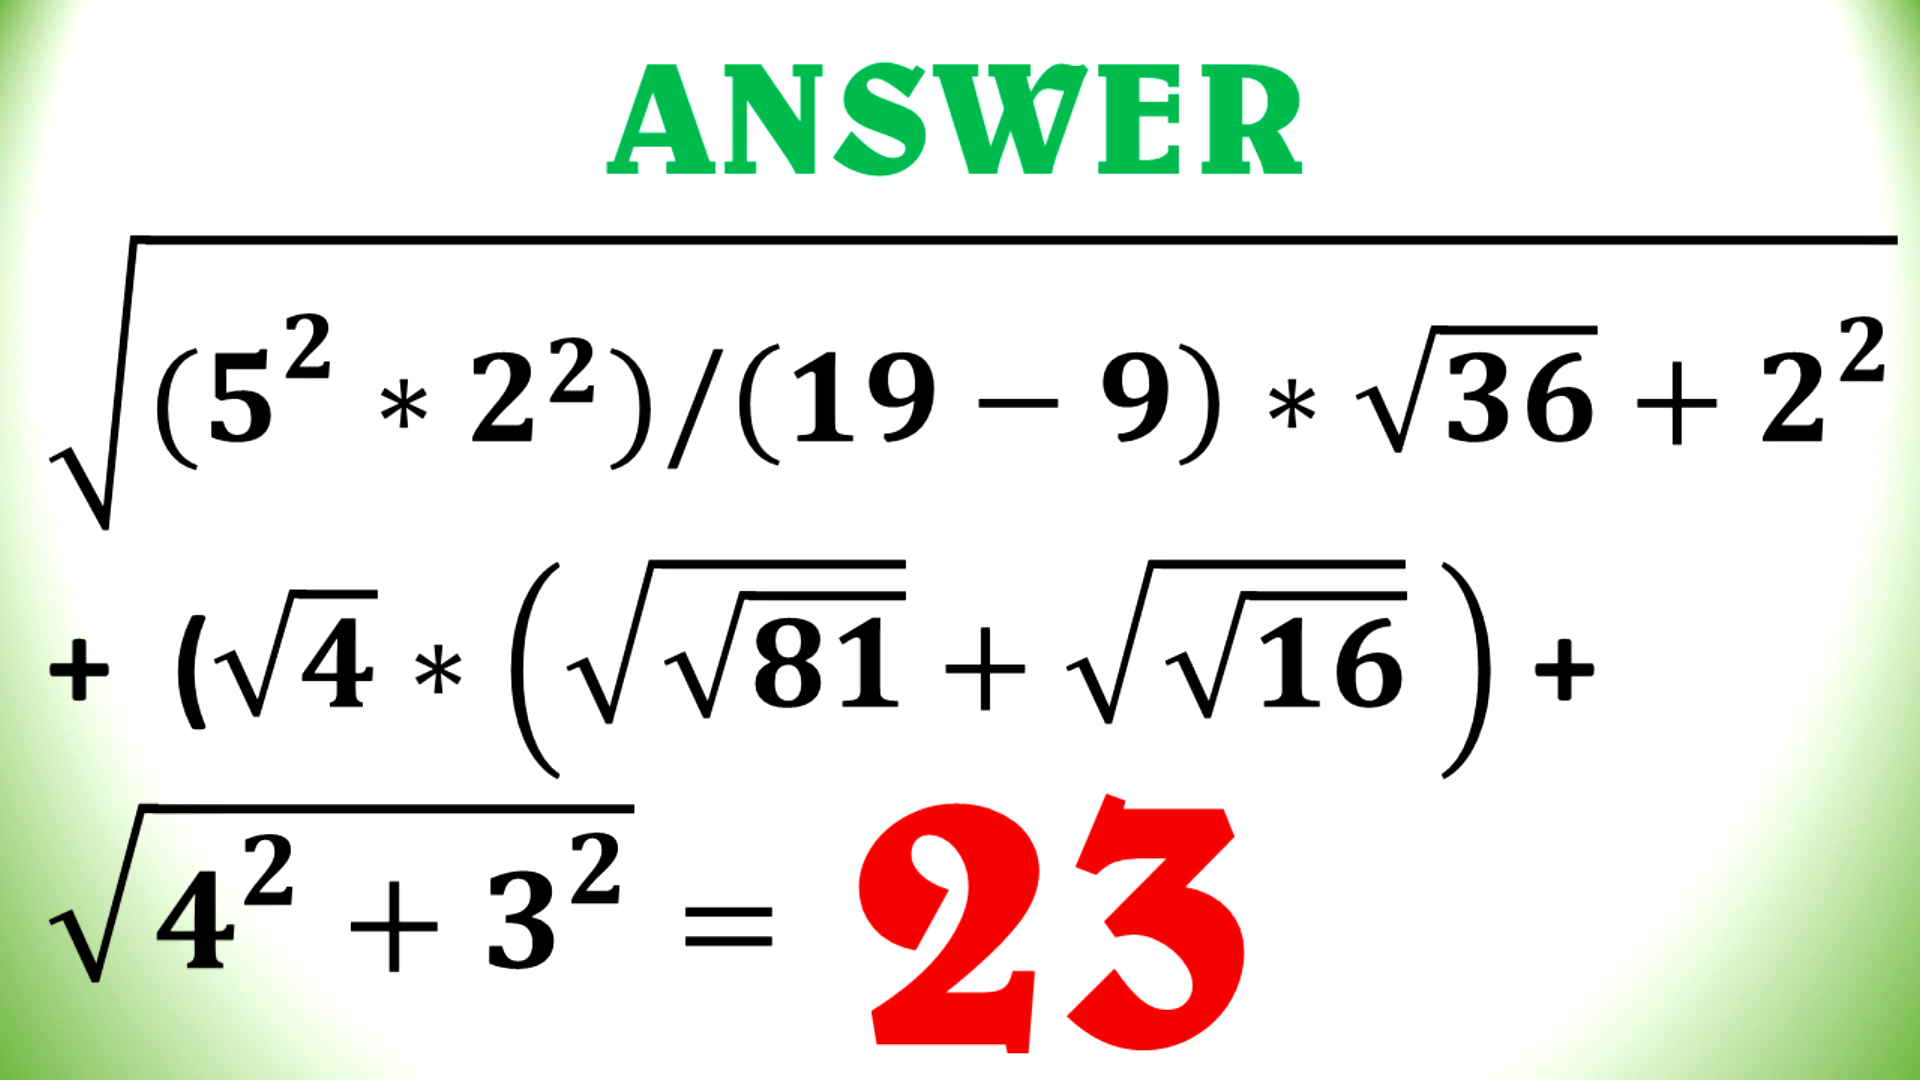 ANSWER
√((5² * 2²)/(19 − 9) * √36 + 2²)
+ (√4 * (√√81 + √√16) +
√(4² + 3²) = 23